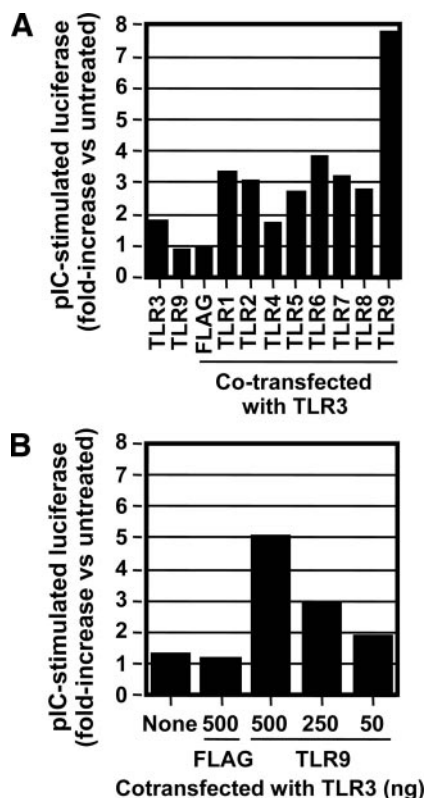 A
pIC-stimulated luciferase
(fold-increase vs untreated)
8
7
6
5
4
3
2
1
0
TLR3
TLR9
FLAG
TLR1
TLR2
TLR4
TLR5
TLR6
TLR7
TLR8
TLR9
Co-transfected
with TLR3
B
pIC-stimulated luciferase
(fold-increase vs untreated)
8
7
6
5
4
3
2
1
0
None 500 500 250 50
FLAG TLR9
Cotransfected with TLR3 (ng)